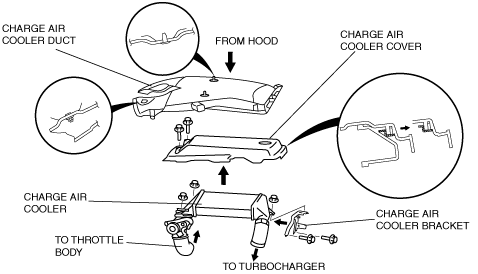 CHARGE AIR
COOLER DUCT
FROM HOOD
CHARGE AIR
COOLER COVER
CHARGE AIR
COOLER
CHARGE AIR
COOLER BRACKET
TO THROTTLE
BODY
TO TURBOCHARGER